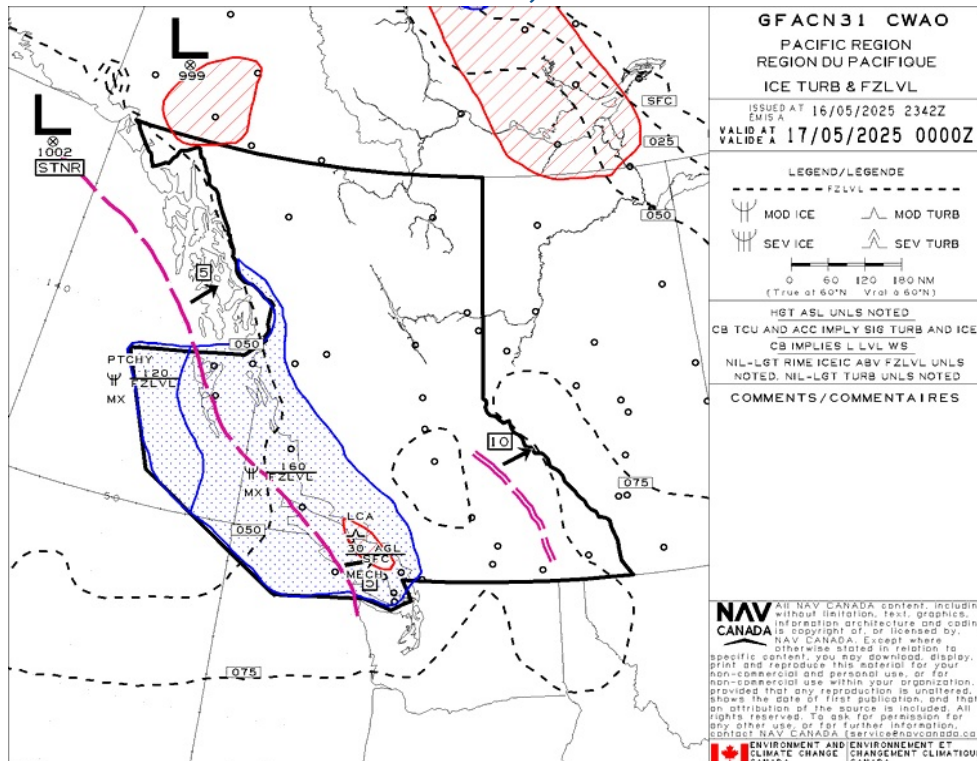 GFACN31 CWAO
PACIFIC REGION
REGION DU PACIFIQUE
ICE TURB & FZLVL
ISSUED AT 16/05/2025 2342Z
EMIS A
VALID AT 17/05/2025 0000Z
VALIDE A
LEGEND/LEGENDE
FZLVL
MOD ICE
MOD TURB
SEV ICE
SEV TURB
0 60 120 180 NM
(True at 60°N Vrai à 60°N)
HGT ASL UNLS NOTED
CB TCU AND ACC IMPLY SIG TURB AND ICE
CB IMPLIES L LVL WS
NIL-LGT RIME ICEIC ABV FZLVL UNLS
NOTED. NIL-LGT TURB UNLS NOTED
COMMENTS/COMMENTAIRES
L
999
L
1002
STNR
SFC
025
050
140
5
050
PTCHY
120
FZLVL
MX
10
075
160
FZLVL
MX
50
050
LCA
30 AGL
SFC
MECH
075
NAV
CANADA
All NAV CANADA content, includin
without limitation, text, graphics,
information architecture and codin
is copyright of, or licensed by,
NAV CANADA. Except where
otherwise stated in relation to
specific content, you may download, display,
print and reproduce this material for your
non-commercial and personal use, or for
non-commercial use within your organization,
provided that any reproduction is unaltered,
shows the date of first publication, and that
an attribution of the source is included. All
rights reserved. To ask for permission for
any other use, or for further information,
contact NAV CANADA (service@navcanada.ca
ENVIRONMENT AND
CLIMATE CHANGE
CANADA
ENVIRONNEMENT ET
CHANGEMENT CLIMATIQU
CANADA